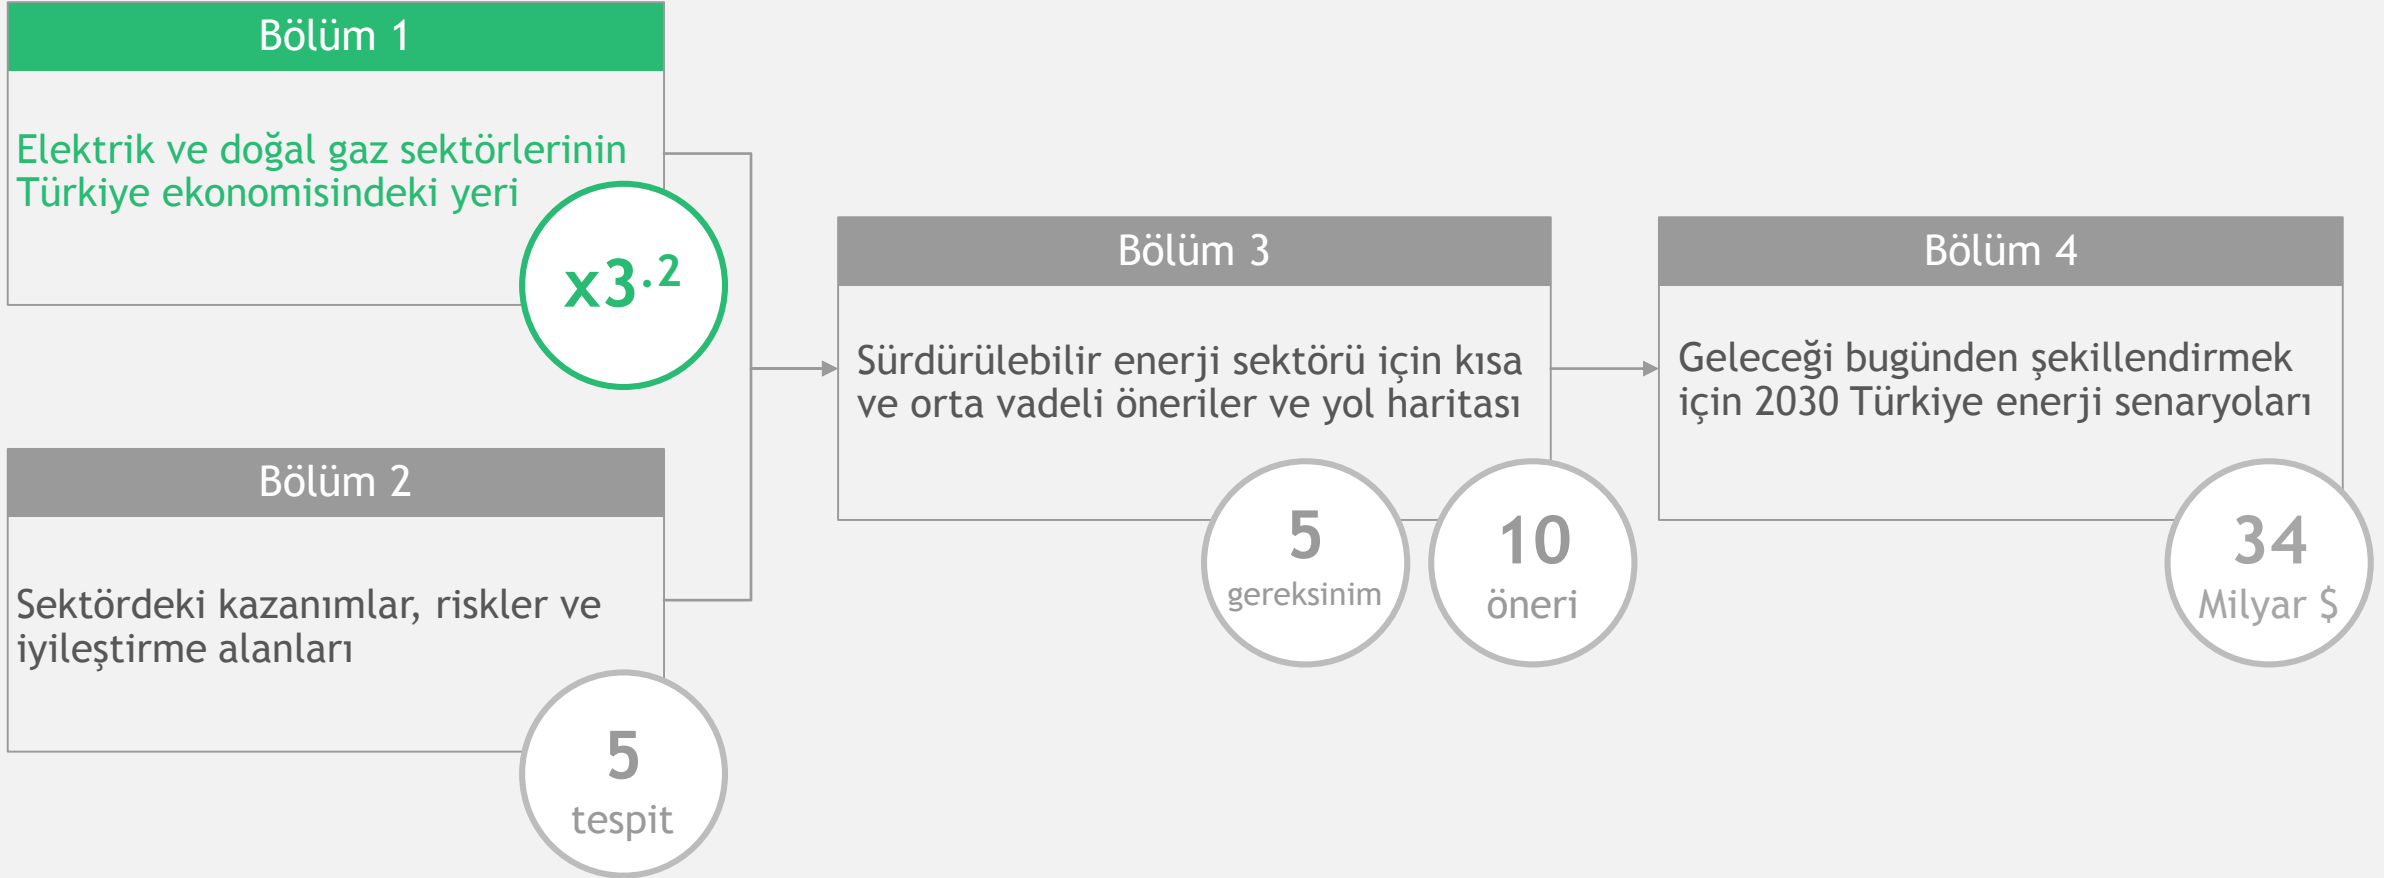 Bölüm 1
Elektrik ve doğal gaz sektörlerinin
Türkiye ekonomisindeki yeri
x3.2
Bölüm 2
Sektördeki kazanımlar, riskler ve
iyileştirme alanları
5
tespit
Bölüm 3
Sürdürülebilir enerji sektörü için kısa
ve orta vadeli öneriler ve yol haritası
5
gereksinim
10
öneri
Bölüm 4
Geleceği bugünden şekillendirmek
için 2030 Türkiye enerji senaryoları
34
Milyar $